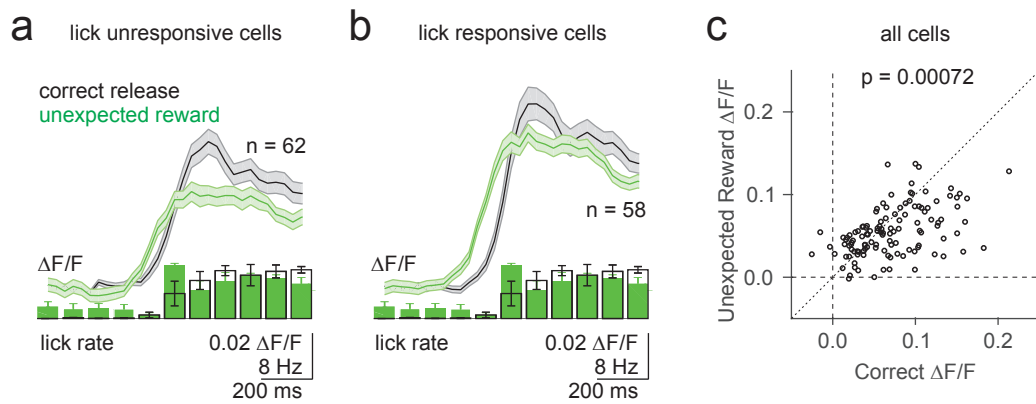 a lick unresponsive cells
correct release
unexpected reward
n = 62
ΔF/F
lick rate
0.02 ΔF/F
8 Hz
200 ms
b lick responsive cells
n = 58
ΔF/F
lick rate
0.02 ΔF/F
8 Hz
200 ms
c all cells
p = 0.00072
Unexpected Reward ΔF/F
0.2
0.1
0.0
0.0 0.1 0.2
Correct ΔF/F